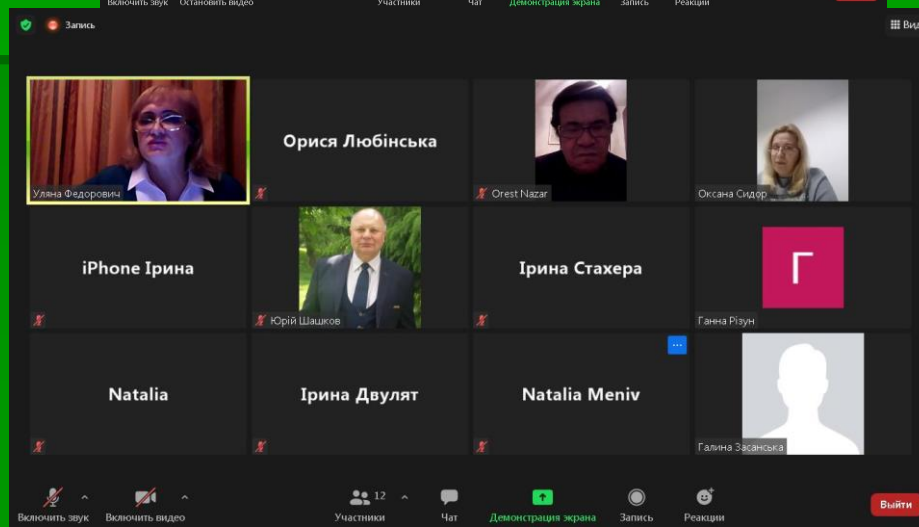 Включить звук Остановить видео Участники Чат Демонстрация экрана Запись Реакции
Запись
Вид
Уляна Федорович
Орися Любінська
Orest Nazar
Оксана Сидор
iPhone Ірина
Юрій Шашков
Ірина Стахера
Г
Ганна Різун
Natalia
Ірина Двулят
Natalia Meniv
Галина Засанська
Включить звук Включить видео 12 Участники Чат Демонстрация экрана Запись Реакции Выйти